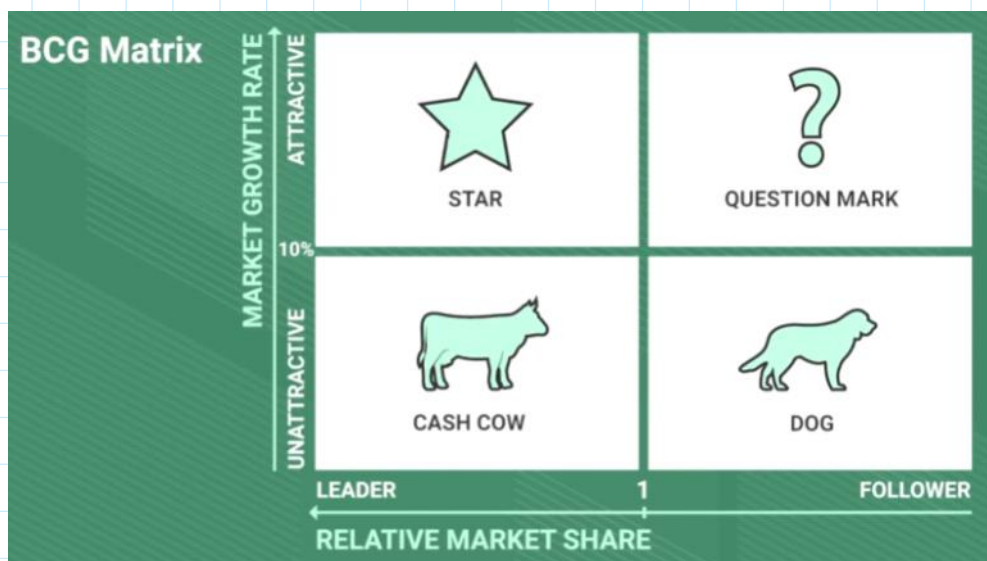 BCG Matrix
MARKET GROWTH RATE
ATTRACTIVE
STAR
?
QUESTION MARK
10%
UNATTRACTIVE
CASH COW
DOG
LEADER
1
FOLLOWER
RELATIVE MARKET SHARE